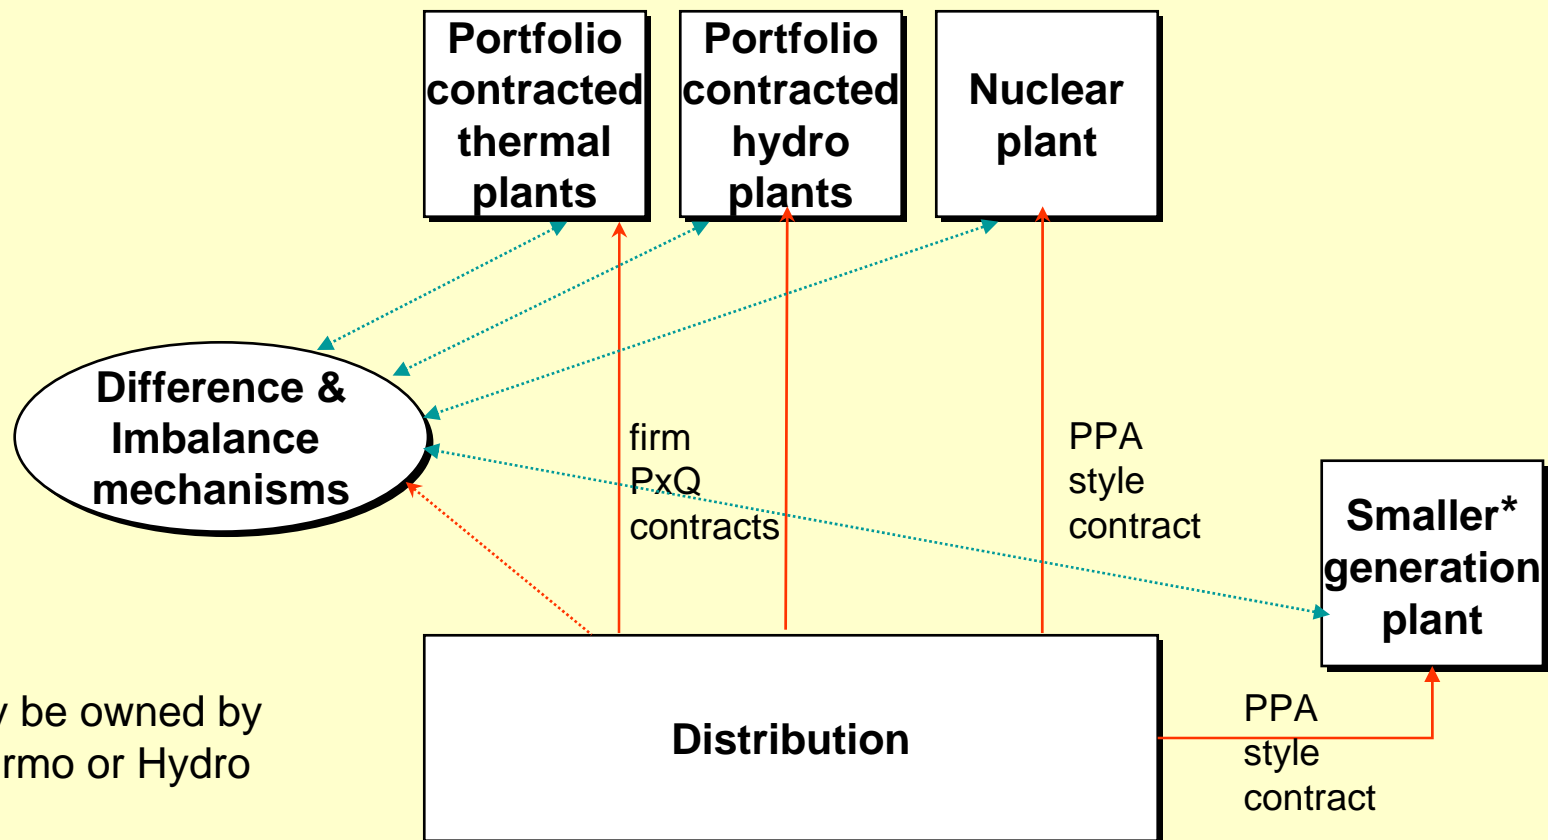 Portfolio
contracted
thermal
plants
Portfolio
contracted
hydro
plants
Nuclear
plant
Difference &
Imbalance
mechanisms
firm
PxQ
contracts
PPA
style
contract
Smaller*
generation
plant
be owned by
or Hydro
Distribution
PPA
style
contract